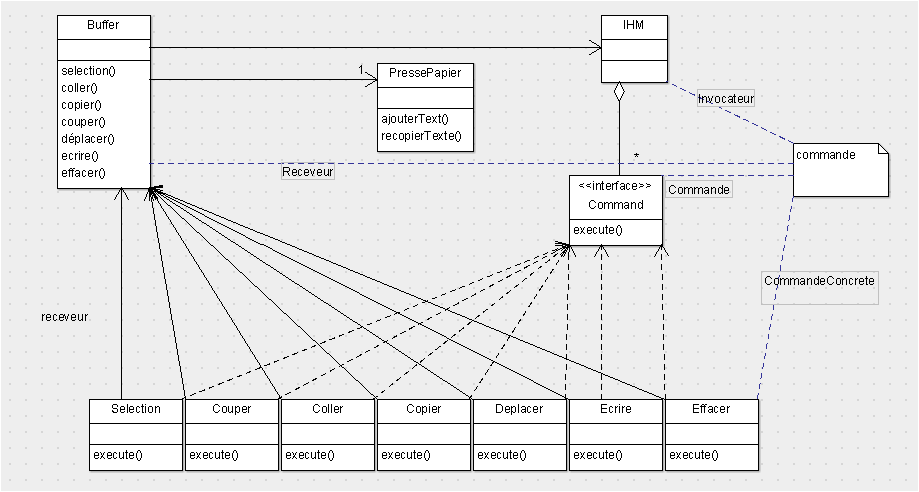 Buffer
selection()
coller()
copier()
couper()
déplacer()
ecrire()
effacer()
IHM
1
PressePapier
ajouterText()
recopierTexte()
Invocateur
commande
*
Receveur
Commande
<<interface>>
Command
execute()
CommandeConcrete
receveur
Selection
execute()
Couper
execute()
Coller
execute()
Copier
execute()
Deplacer
execute()
Ecrire
execute()
Effacer
execute()